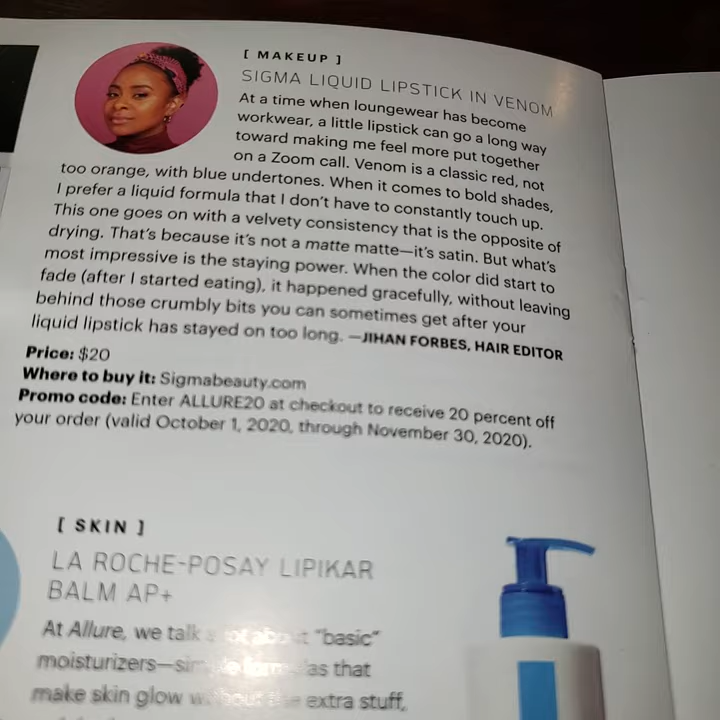 [ MAKEUP ]
SIGMA LIQUID LIPSTICK IN VENOM
At a time when loungewear has become
workwear, a little lipstick can go a long way
toward making me feel more put together
on a Zoom call. Venom is a classic red, not
too orange, with blue undertones. When it comes to bold shades,
I prefer a liquid formula that I don't have to constantly touch up.
This one goes on with a velvety consistency that is the opposite of
drying. That's because it's not a matte matte—it's satin. But what's
most impressive is the staying power. When the color did start to
fade (after I started eating), it happened gracefully, without leaving
behind those crumbly bits you can sometimes get after your
liquid lipstick has stayed on too long. —JIHAN FORBES, HAIR EDITOR
Price: $20
Where to buy it: Sigmabeauty.com
Promo code: Enter ALLURE20 at checkout to receive 20 percent off
your order (valid October 1, 2020, through November 30, 2020).
[ SKIN ]
LA ROCHE-POSAY LIPIKAR
BALM AP+
At Allure, we talk a lot about "basic"
moisturizers—simple formulas that
make skin glow without the extra stuff,